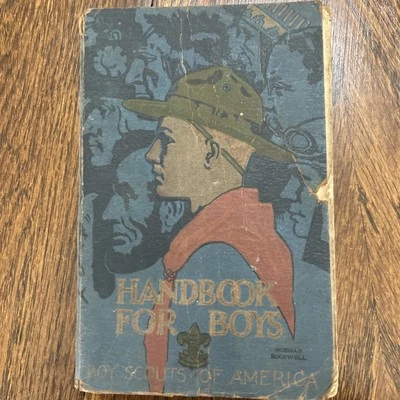 HANDBOOK
FOR BOYS
NORMAN
ROCKWELL
BOY SCOUTS OF AMERICA